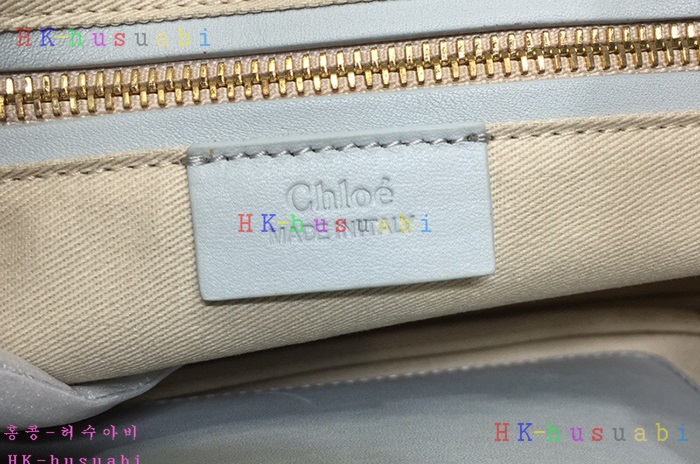 HK-husuabi
Chloé
HK-husuabi
MADE IN ITALY
홍콩-허수아비
HK-husuabi
HK-husuabi